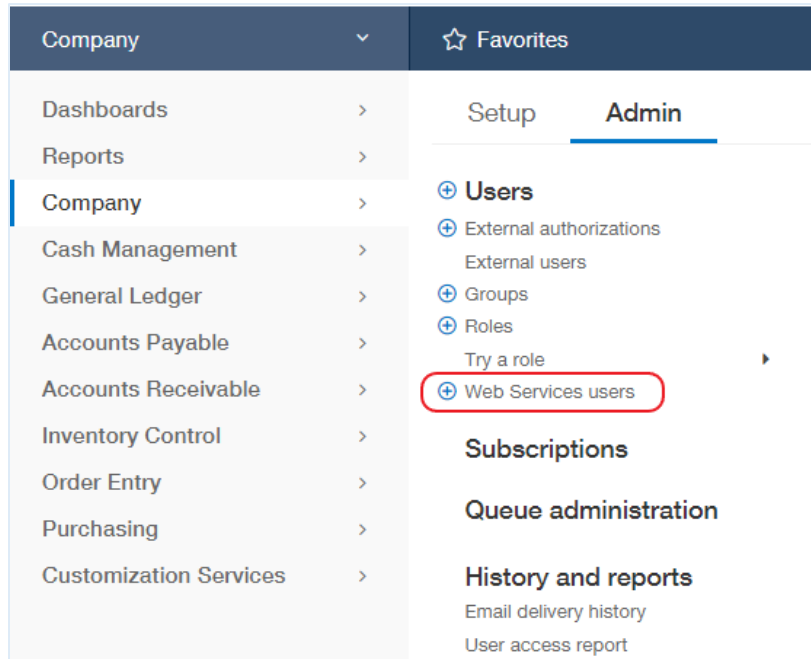 Company
Dashboards
Reports
Company
Cash Management
General Ledger
Accounts Payable
Accounts Receivable
Inventory Control
Order Entry
Purchasing
Customization Services
Favorites
Setup
Admin
Users
External authorizations
External users
Groups
Roles
Try a role
Web Services users
Subscriptions
Queue administration
History and reports
Email delivery history
User access report